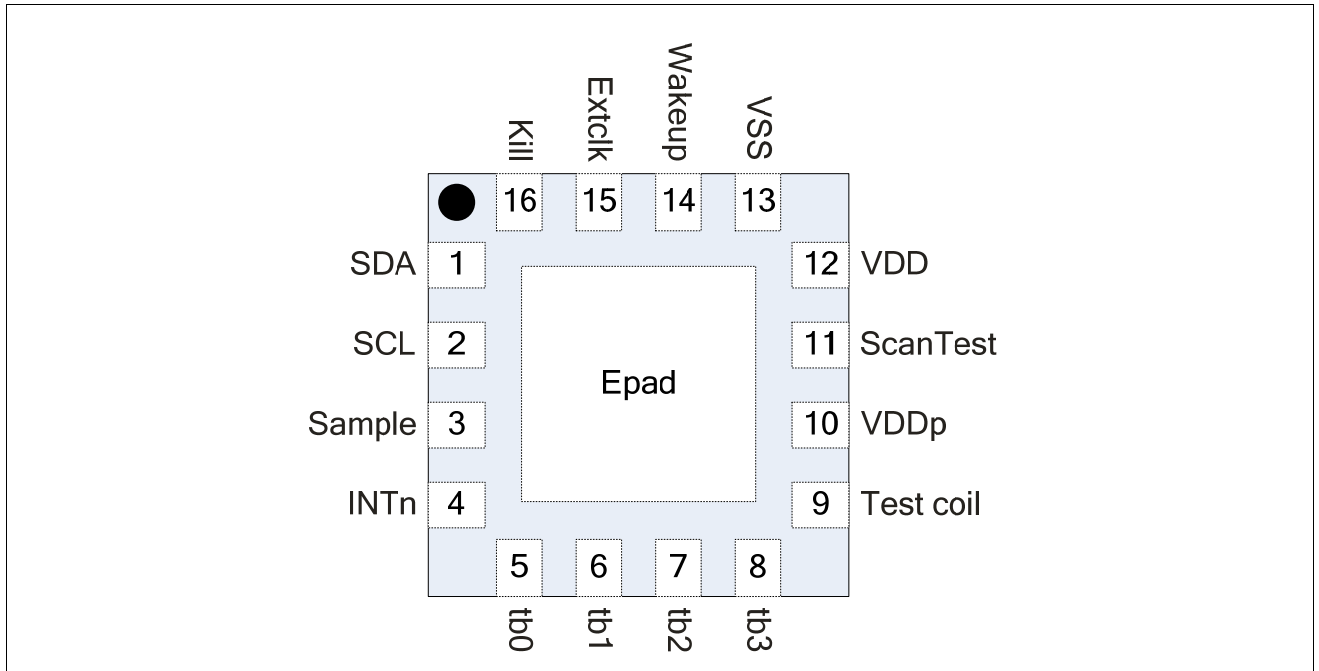 Kill
Extclk
Wakeup
VSS
16 15 14 13
SDA 1 12 VDD
SCL 2 11 ScanTest
Epad
Sample 3 10 VDDp
INTn 4 9 Test coil
5 6 7 8
tb0
tb1
tb2
tb3